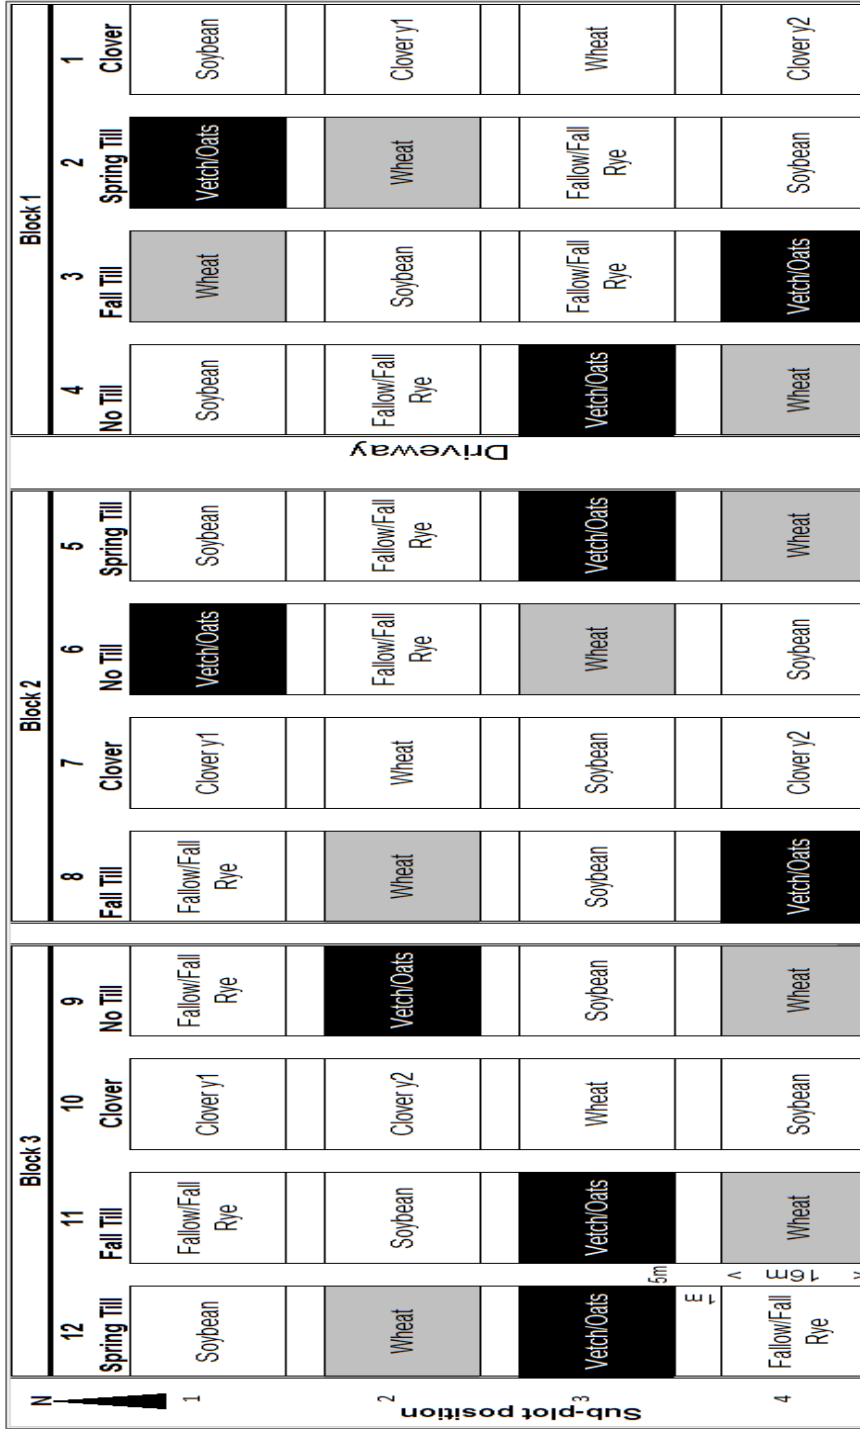 N
Block 3 Block 2 Block 1
12 11 10 9 8 7 6 5 4 3 2 1
Spring Till Fall Till Clover No Till Fall Till Clover No Till Spring Till No Till Fall Till Spring Till Clover
1 Soybean Fallow/Fall Clover y1 Fallow/Fall Fallow/Fall Clover y1 Vetch/Oats Soybean Soybean Wheat Vetch/Oats Soybean
Rye Rye Rye
2 Wheat Soybean Clover y2 Vetch/Oats Wheat Wheat Fallow/Fall Fallow/Fall Fallow/Fall Soybean Wheat Clover y1
Rye Rye Rye
Sub-plot position
Driveway
3 Vetch/Oats Vetch/Oats Wheat Soybean Soybean Soybean Wheat Vetch/Oats Vetch/Oats Fallow/Fall Fallow/Fall Wheat
Rye Rye
5m
1 m
4 Fallow/Fall Wheat Soybean Wheat Vetch/Oats Clover y2 Soybean Wheat Wheat Vetch/Oats Soybean Clover y2
Rye